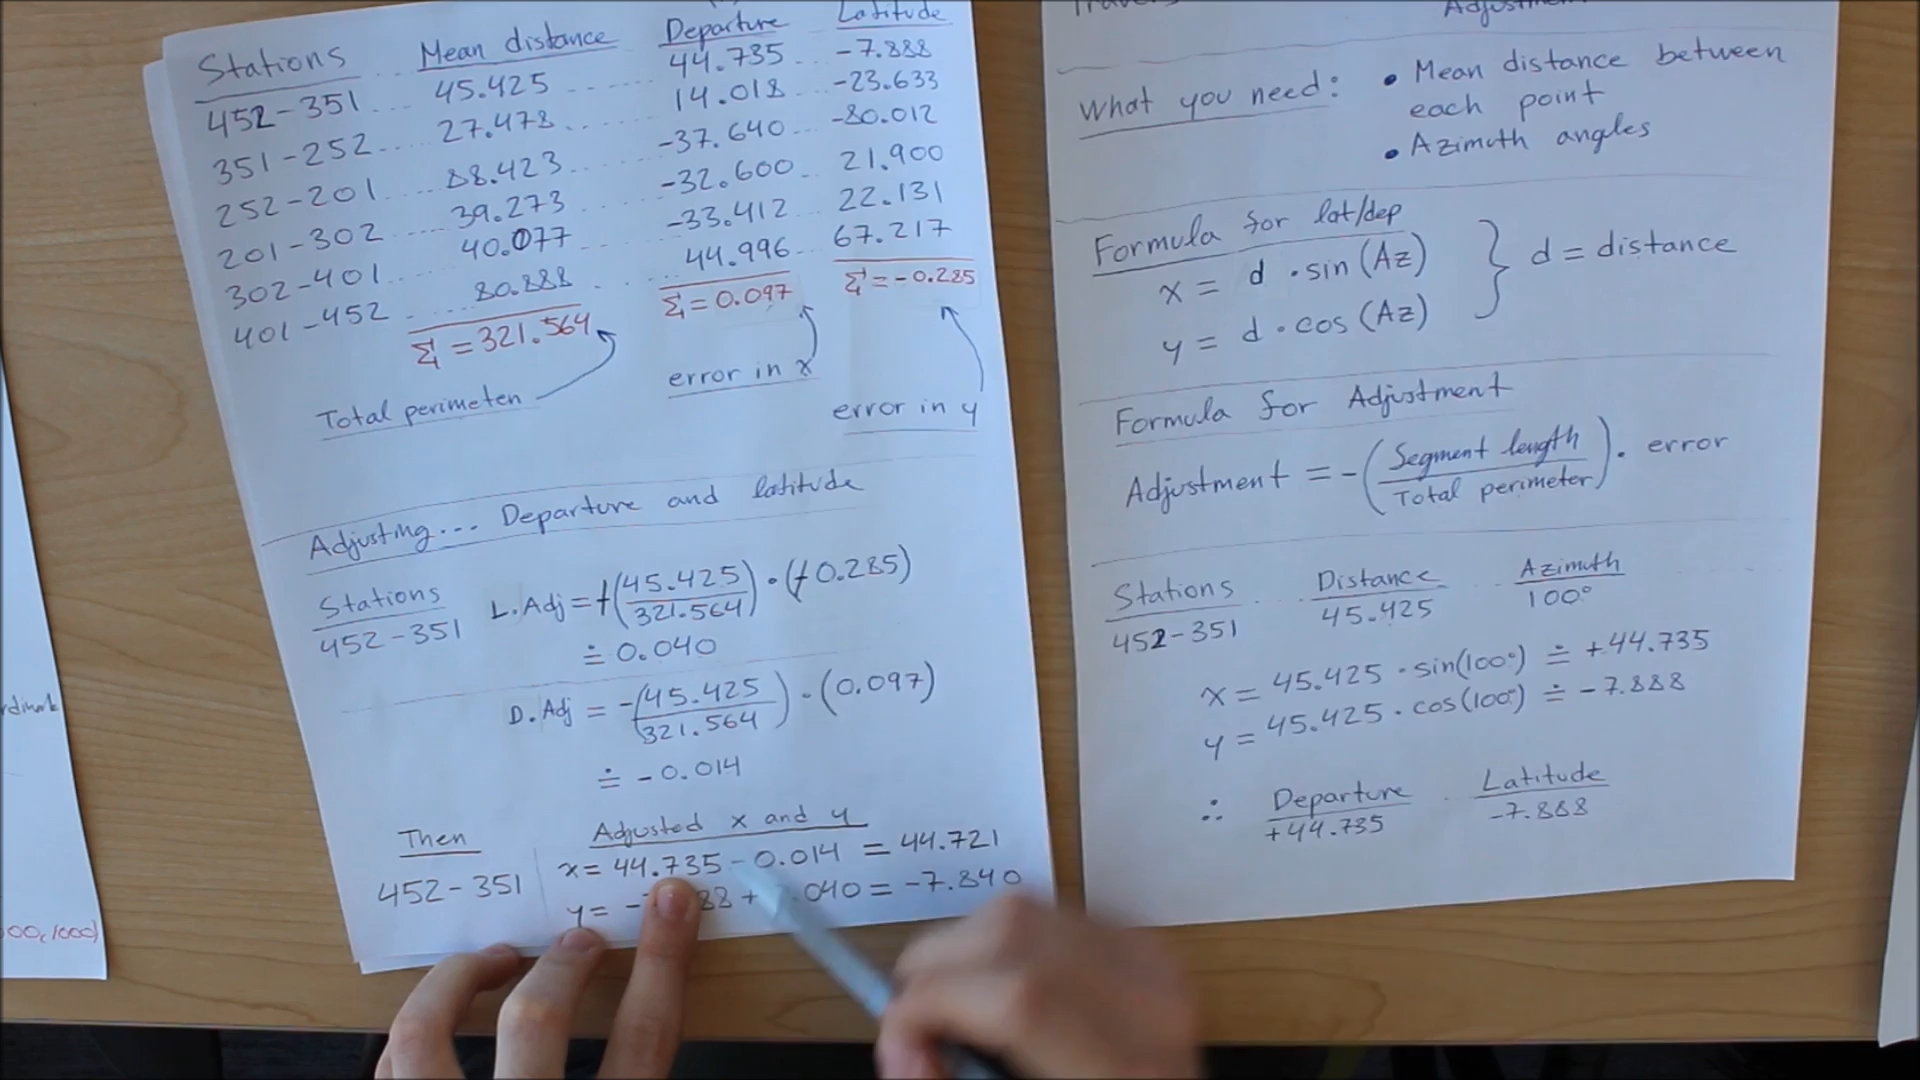 Stations Mean distance Departure Latitude
452-351 45.425 44.735 -7.888
351-252 27.478 14.018 -23.633
252-201 88.423 -37.640 -80.012
201-302 39.273 -32.600 21.900
302-401 40.077 -33.412 22.131
401-452 80.888 44.996 67.217
Σ = 321.564 Σ = 0.097 Σ = -0.285
Total perimeter error in x error in y
Adjusting... Departure and latitude
Stations
452-351 L. Adj = +(45.425/321.564) · (+0.285)
≐ 0.040
D. Adj = -(45.425/321.564) · (0.097)
≐ -0.014
Then Adjusted x and y
452-351 x = 44.735 - 0.014 = 44.721
y = - 88 + .040 = -7.840
What you need: • Mean distance between
each point
• Azimuth angles
Formula for lat/dep
x = d · sin (Az)
y = d · cos (Az) } d = distance
Formula for Adjustment
Adjustment = -(Segment length/Total perimeter) · error
Stations Distance Azimuth
452-351 45.425 100°
x = 45.425 · sin(100°) ≐ +44.735
y = 45.425 · cos(100°) ≐ -7.888
∴ Departure Latitude
+44.735 -7.888